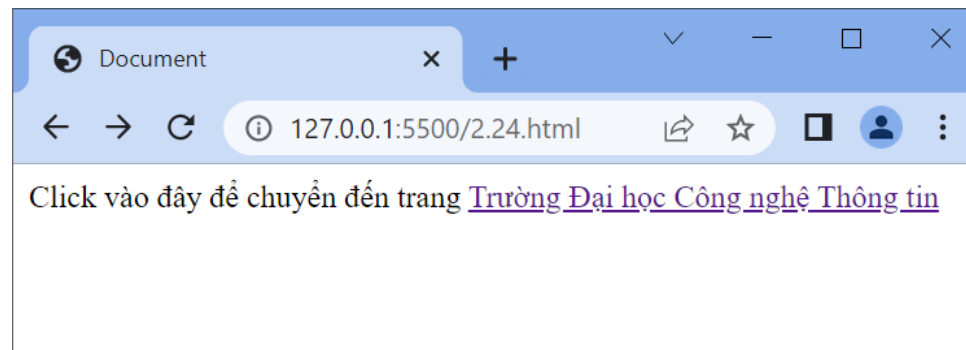 Document
127.0.0.1:5500/2.24.html
Click vào đây để chuyển đến trang Trường Đại học Công nghệ Thông tin